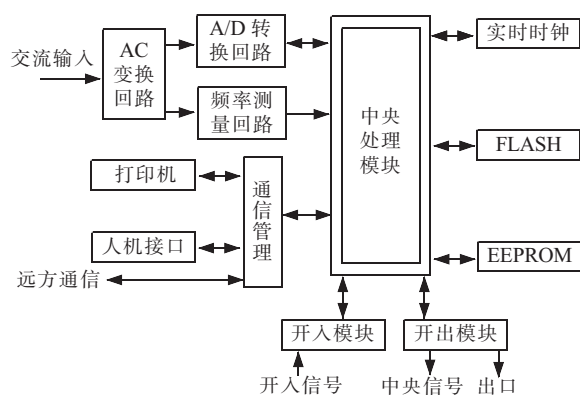 交流输入
AC
变换
回路
A/D 转
换回路
频率测
量回路
中央
处理
模块
实时时钟
FLASH
EEPROM
打印机
人机接口
远方通信
通信管理
开入模块
开出模块
开入信号
中央信号
出口